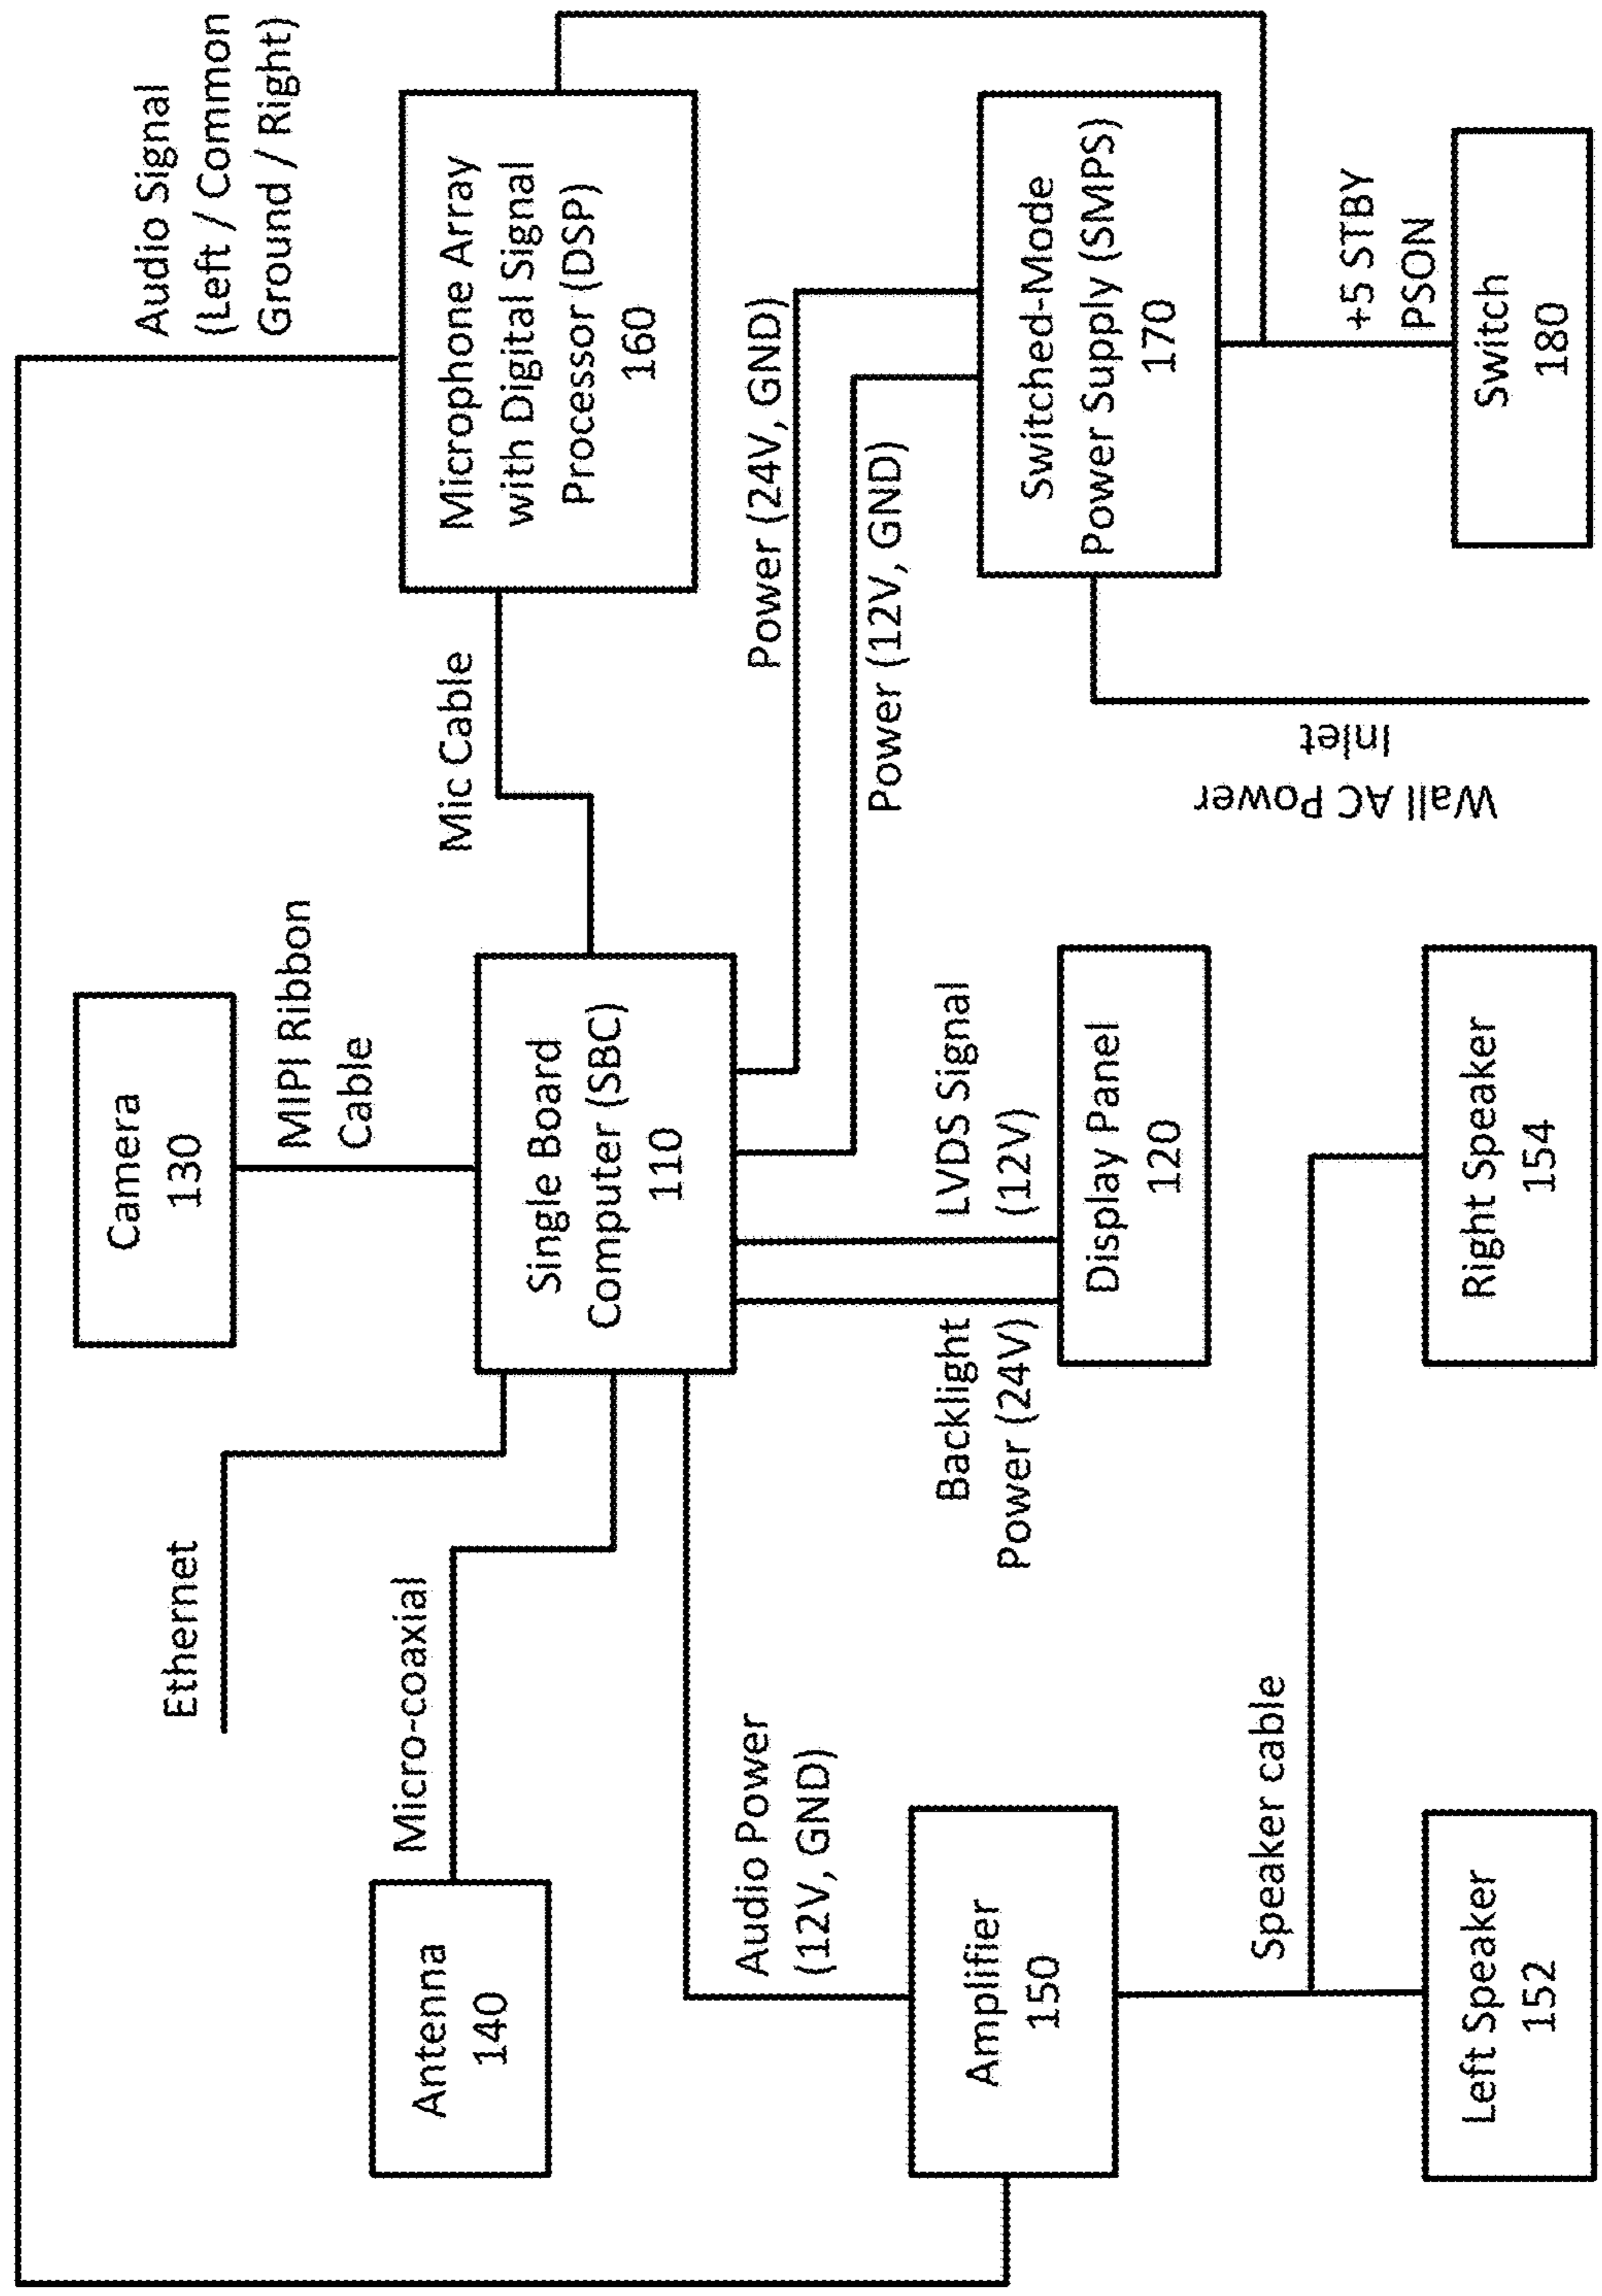 Ethernet
Camera
130
MIPI Ribbon
Cable
Audio Signal
(Left / Common
Ground / Right)
Antenna
140
Micro-coaxial
Single Board
Computer (SBC)
110
Mic Cable
Microphone Array
with Digital Signal
Processor (DSP)
160
Audio Power
(12V, GND)
Power (24V, GND)
Power (12V, GND)
Amplifier
150
Backlight
Power (24V)
LVDS Signal
(12V)
Display Panel
120
Switched-Mode
Power Supply (SMPS)
170
Wall AC Power
Inlet
Speaker cable
+5 STBY
PSON
Left Speaker
152
Right Speaker
154
Switch
180